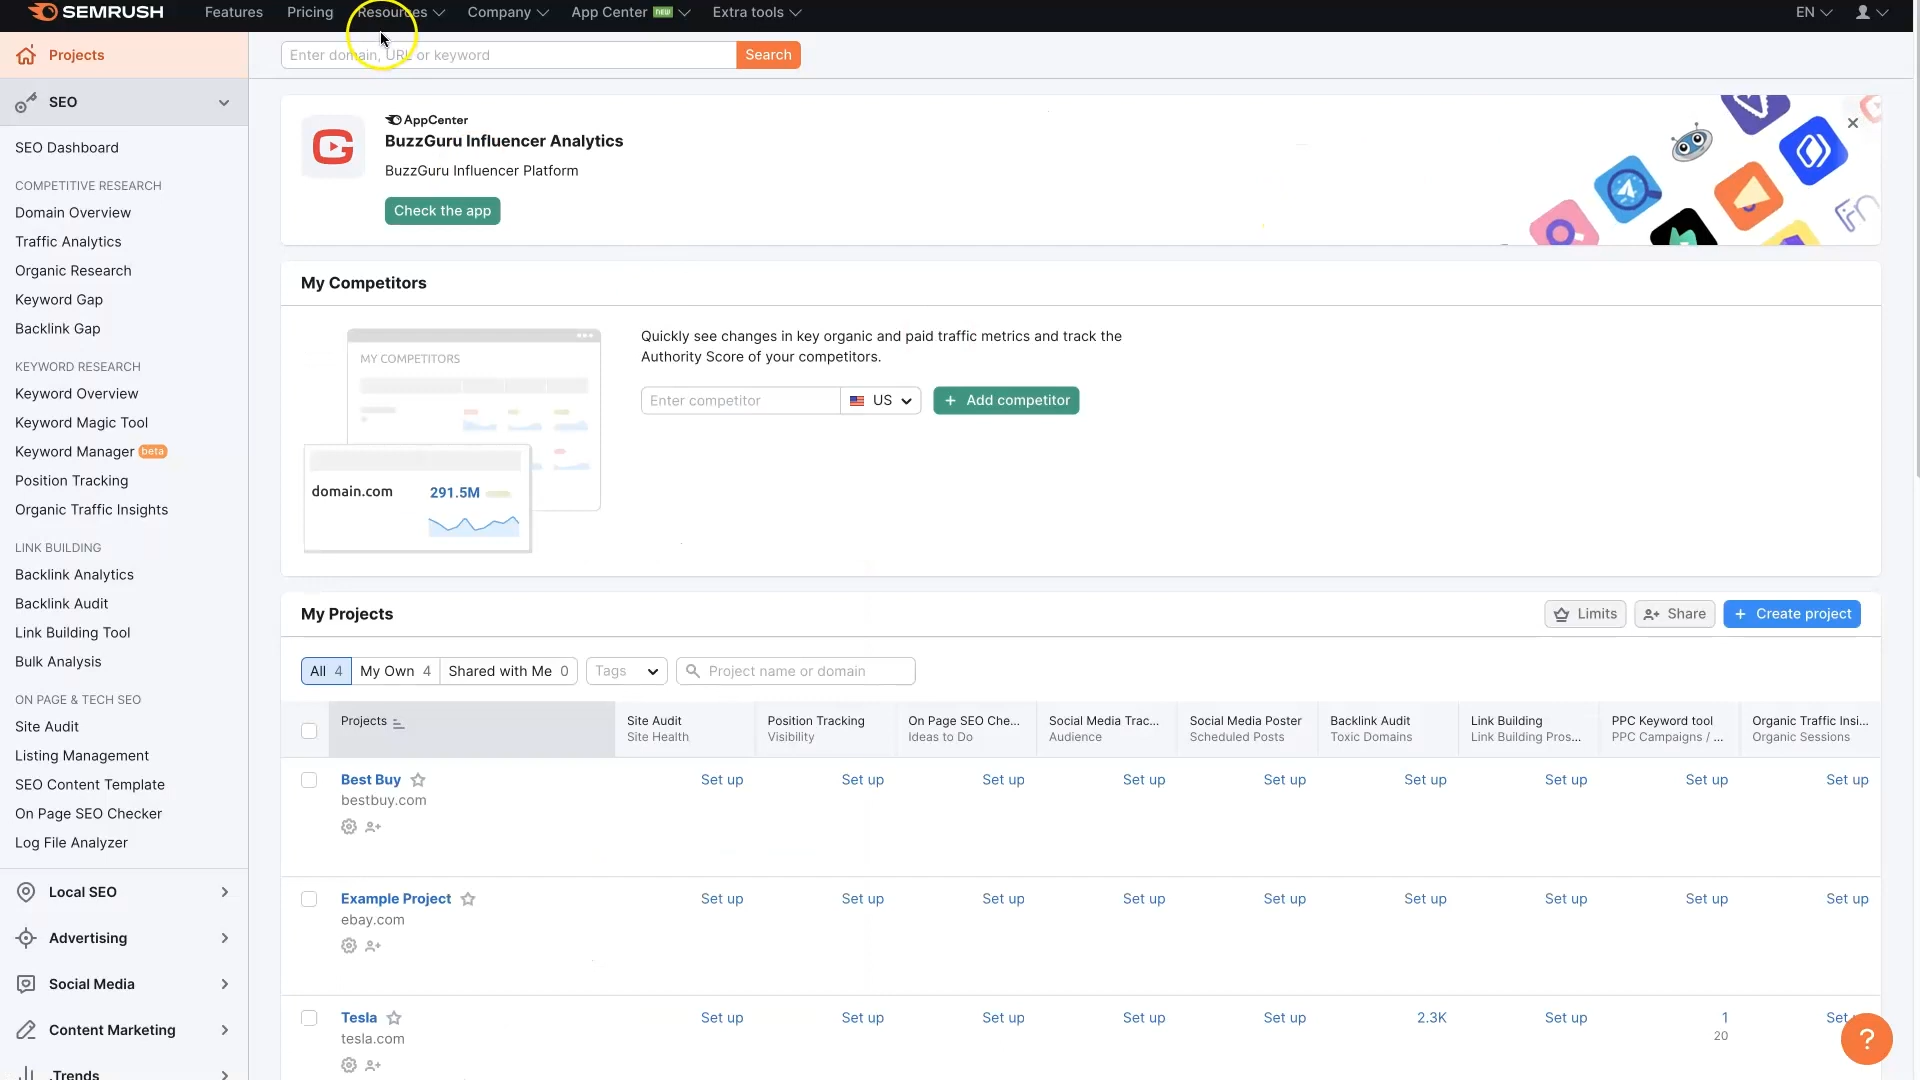 SEMRUSH
Features
Pricing
Resources
Company
App Center NEW
Extra tools
EN
Projects
Enter domain, URL or keyword
Search
SEO
SEO Dashboard
COMPETITIVE RESEARCH
Domain Overview
Traffic Analytics
Organic Research
Keyword Gap
Backlink Gap
KEYWORD RESEARCH
Keyword Overview
Keyword Magic Tool
Keyword Manager beta
Position Tracking
Organic Traffic Insights
LINK BUILDING
Backlink Analytics
Backlink Audit
Link Building Tool
Bulk Analysis
ON PAGE & TECH SEO
Site Audit
Listing Management
SEO Content Template
On Page SEO Checker
Log File Analyzer
Local SEO
Advertising
Social Media
Content Marketing
.Trends
AppCenter
BuzzGuru Influencer Analytics
BuzzGuru Influencer Platform
Check the app
My Competitors
MY COMPETITORS
domain.com 291.5M
Quickly see changes in key organic and paid traffic metrics and track the
Authority Score of your competitors.
Enter competitor US + Add competitor
My Projects
Limits
Share
+ Create project
All 4 My Own 4 Shared with Me 0 Tags Project name or domain
Projects Site Audit Position Tracking On Page SEO Che... Social Media Trac... Social Media Poster Backlink Audit Link Building PPC Keyword tool Organic Traffic Insi...
Site Health Visibility Ideas to Do Audience Scheduled Posts Toxic Domains Link Building Pros... PPC Campaigns / ... Organic Sessions
Best Buy Set up Set up Set up Set up Set up Set up Set up Set up Set up
bestbuy.com
Example Project Set up Set up Set up Set up Set up Set up Set up Set up Set up
ebay.com
Tesla Set up Set up Set up Set up Set up 2.3K Set up 1 Set
tesla.com 20
?